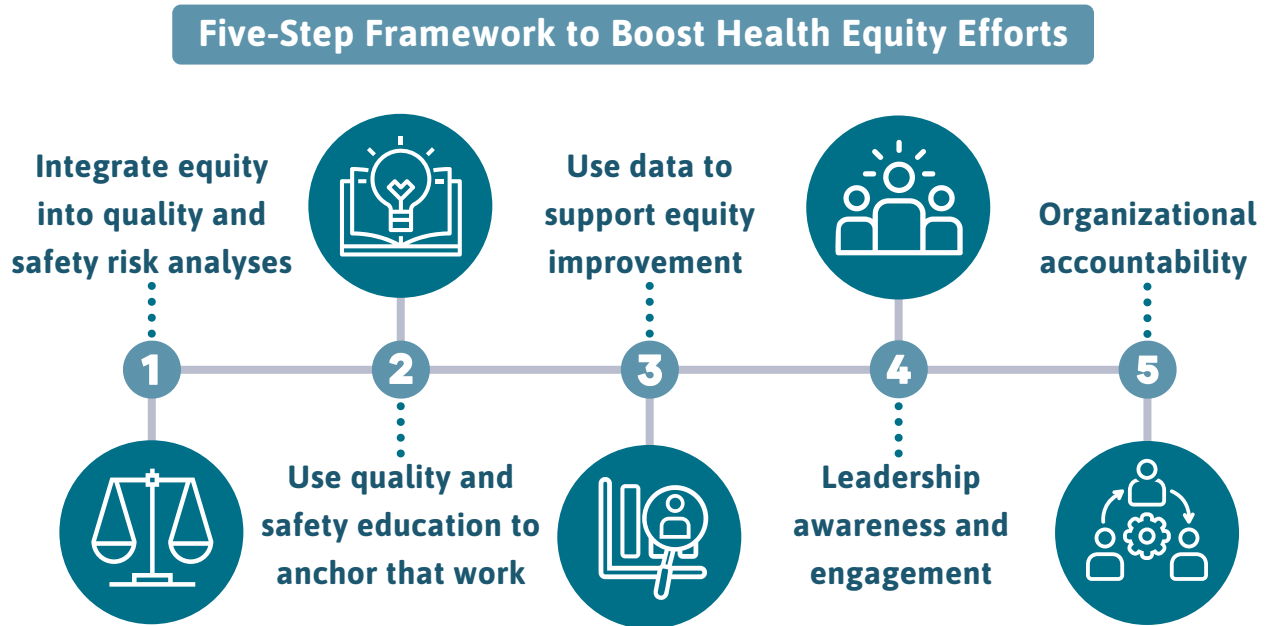 Five-Step Framework to Boost Health Equity Efforts
Integrate equity
into quality and
safety risk analyses
1
2
Use quality and
safety education to
anchor that work
Use data to
support equity
improvement
3
4
Leadership
awareness and
engagement
Organizational
accountability
5